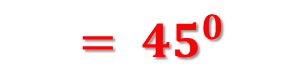 = 45⁰